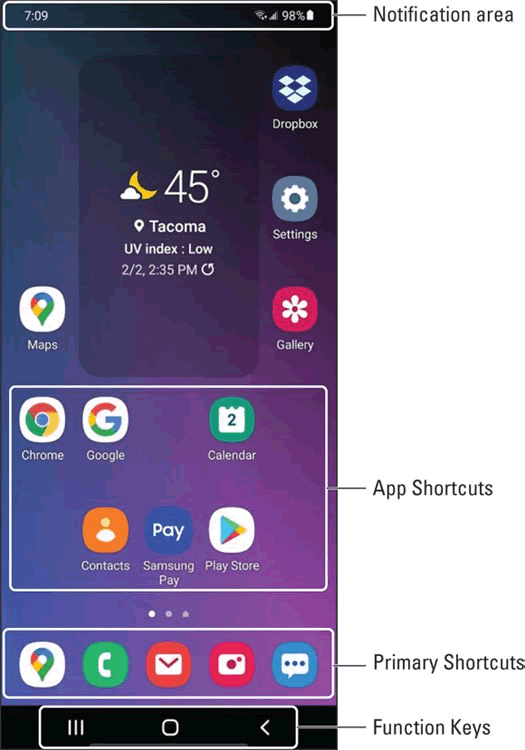 7:09 98% Notification area
Dropbox
45°
Tacoma
Settings
UV index : Low
2/2, 2:35 PM
Maps Gallery
2
Chrome Google Calendar
App Shortcuts
Pay
Contacts Samsung Pay Play Store
Primary Shortcuts
Function Keys